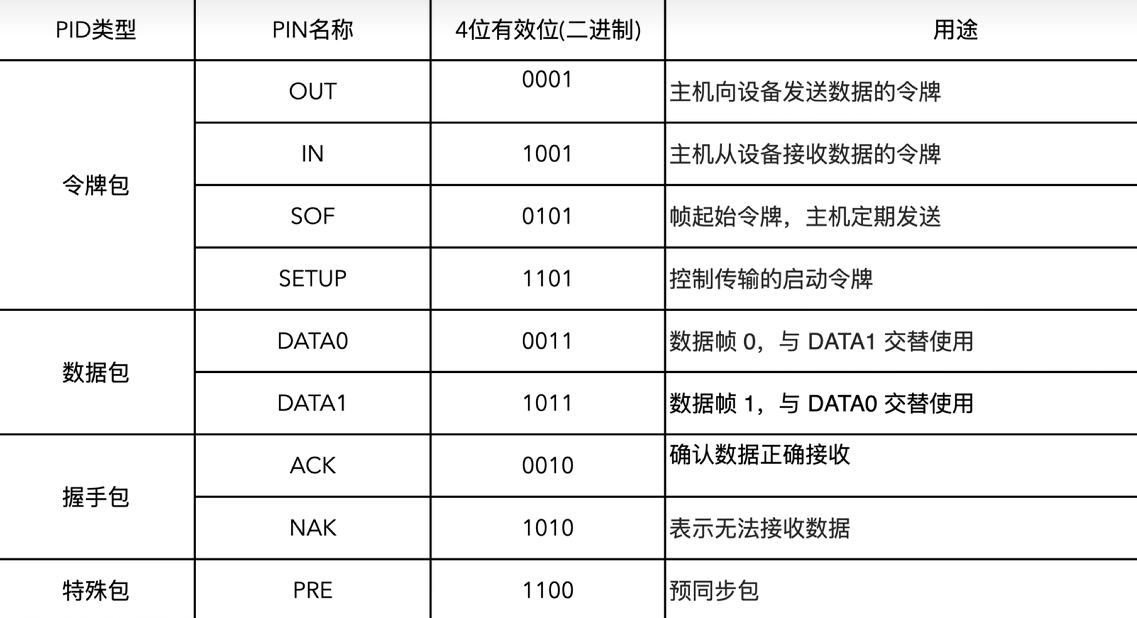 PID类型 PIN名称 4位有效位(二进制) 用途
令牌包
OUT 0001 主机向设备发送数据的令牌
IN 1001 主机从设备接收数据的令牌
SOF 0101 帧起始令牌，主机定期发送
SETUP 1101 控制传输的启动令牌
数据包
DATA0 0011 数据帧 0，与 DATA1 交替使用
DATA1 1011 数据帧 1，与 DATA0 交替使用
握手包
ACK 0010 确认数据正确接收
NAK 1010 表示无法接收数据
特殊包 PRE 1100 预同步包